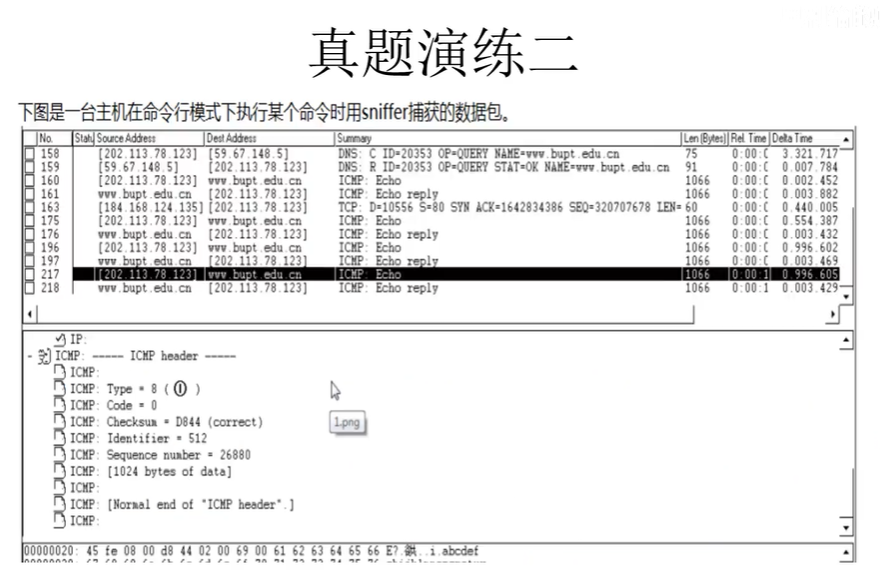 真题演练二
下图是一台主机在命令行模式下执行某个命令时用sniffer捕获的数据包。
No. Statu Source Address Dest Address Summary Len (Bytes) Rel. Time Delta Time
158 [202.113.78.123] [59.67.148.5] DNS: C ID=20353 OP=QUERY NAME=www.bupt.edu.cn 75 0:00:0 3.321.717
159 [59.67.148.5] [202.113.78.123] DNS: R ID=20353 OP=QUERY STAT=OK NAME=www.bupt.edu.cn 91 0:00:0 0.007.784
160 [202.113.78.123] www.bupt.edu.cn ICMP: Echo 1066 0:00:0 0.002.452
161 www.bupt.edu.cn [202.113.78.123] ICMP: Echo reply 1066 0:00:0 0.003.882
163 [184.168.124.135] [202.113.78.123] TCP: D=10556 S=80 SYN ACK=1642834386 SEQ=320707678 LEN= 60 0:00:0 0.440.005
175 [202.113.78.123] www.bupt.edu.cn ICMP: Echo 1066 0:00:0 0.554.387
176 www.bupt.edu.cn [202.113.78.123] ICMP: Echo reply 1066 0:00:0 0.003.432
196 [202.113.78.123] www.bupt.edu.cn ICMP: Echo 1066 0:00:0 0.996.602
197 www.bupt.edu.cn [202.113.78.123] ICMP: Echo reply 1066 0:00:0 0.003.469
217 [202.113.78.123] www.bupt.edu.cn ICMP: Echo 1066 0:00:1 0.996.605
218 www.bupt.edu.cn [202.113.78.123] ICMP: Echo reply 1066 0:00:1 0.003.429
IP:
ICMP: ----- ICMP header -----
ICMP:
ICMP: Type = 8 ( ① )
ICMP: Code = 0
ICMP: Checksum = D844 (correct)
ICMP: Identifier = 512
ICMP: Sequence number = 26880
ICMP: [1024 bytes of data]
ICMP:
ICMP: [Normal end of "ICMP header".]
ICMP:
1.png
00000020: 45 fe 08 00 d8 44 02 00 69 00 61 62 63 64 65 66 E?.
..i.abcdef